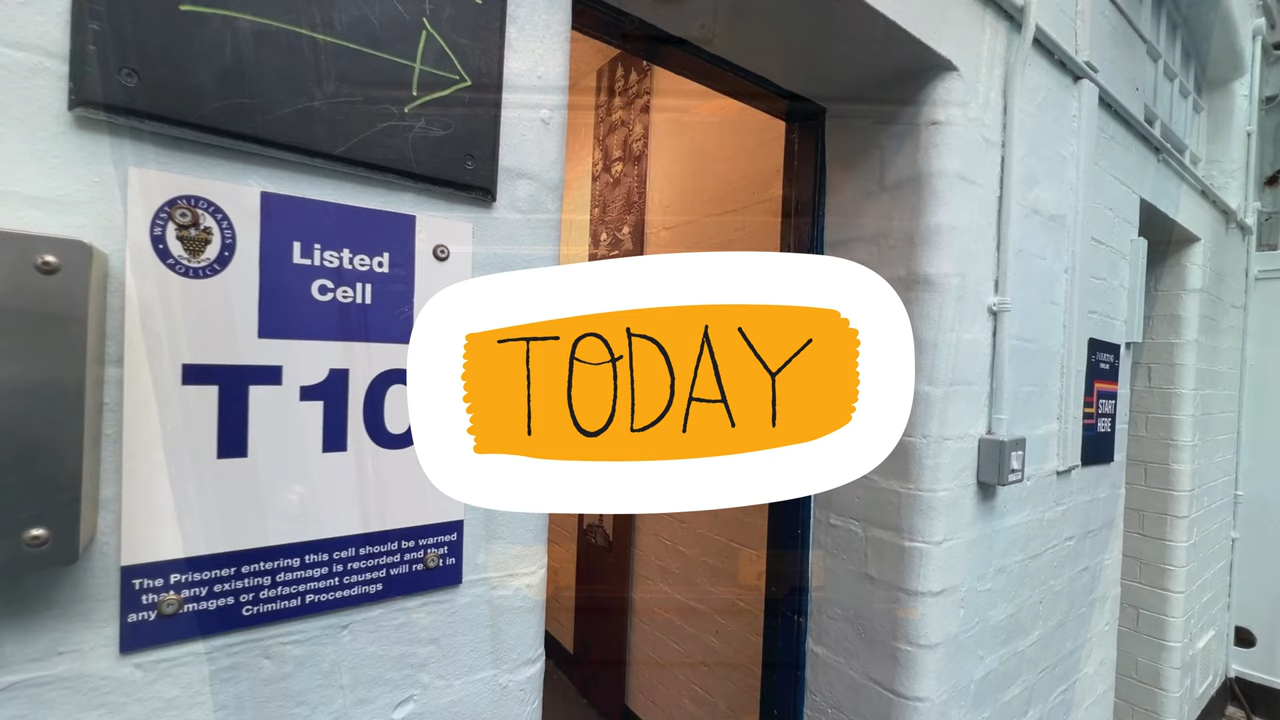 WEST MIDLANDS
POLICE
Listed
Cell
T10
The Prisoner entering this cell should be warned
that any existing damage is recorded and that
any damages or defacement caused will result in
Criminal Proceedings
TODAY
START
HERE